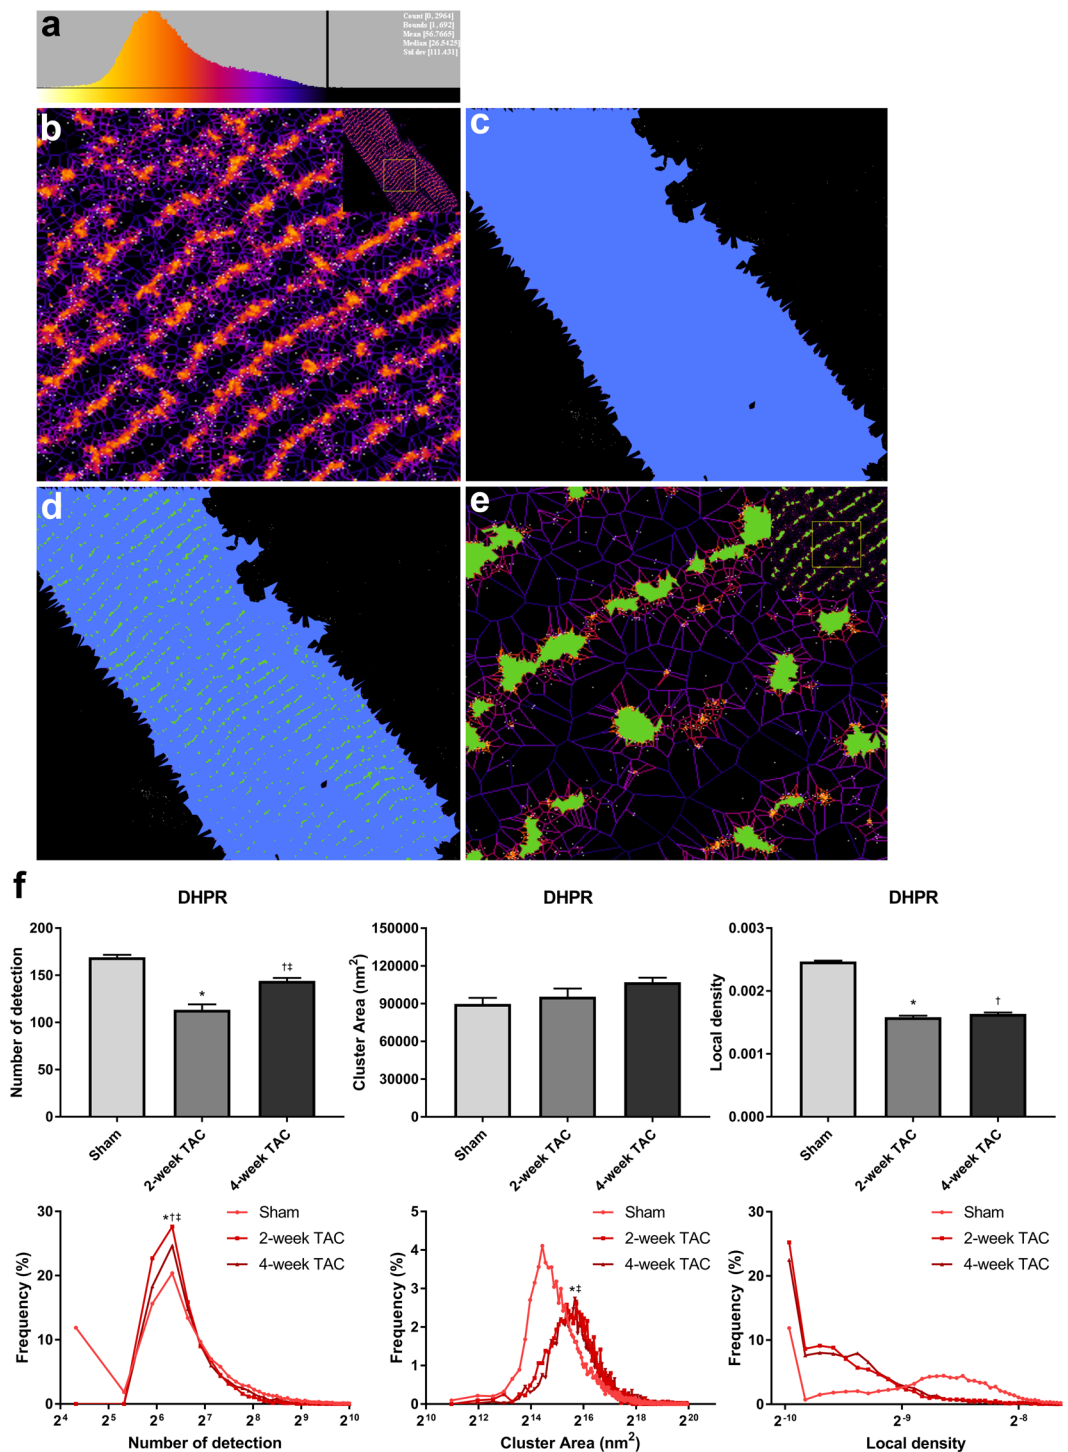 a
Count [0, 2964]
Bounds [1, 692]
Mean [56.7665]
Median [26.5425]
Std dev [111.431]
b
c
d
e
f
DHPR
DHPR
DHPR
Number of detection
200
150
100
50
0
*
†‡
Sham
2-week TAC
4-week TAC
Cluster Area (nm²)
150000
120000
90000
60000
30000
0
Sham
2-week TAC
4-week TAC
Local density
0.003
0.002
0.001
0.000
*
†
Sham
2-week TAC
4-week TAC
Frequency (%)
30
20
10
0
*†‡
Sham
2-week TAC
4-week TAC
2⁴ 2⁵ 2⁶ 2⁷ 2⁸ 2⁹ 2¹⁰
Number of detection
Frequency (%)
5
4
3
2
1
0
*‡
Sham
2-week TAC
4-week TAC
2¹⁰ 2¹² 2¹⁴ 2¹⁶ 2¹⁸ 2²⁰
Cluster Area (nm²)
Frequency (%)
30
20
10
0
Sham
2-week TAC
4-week TAC
2⁻¹⁰ 2⁻⁹ 2⁻⁸
Local density